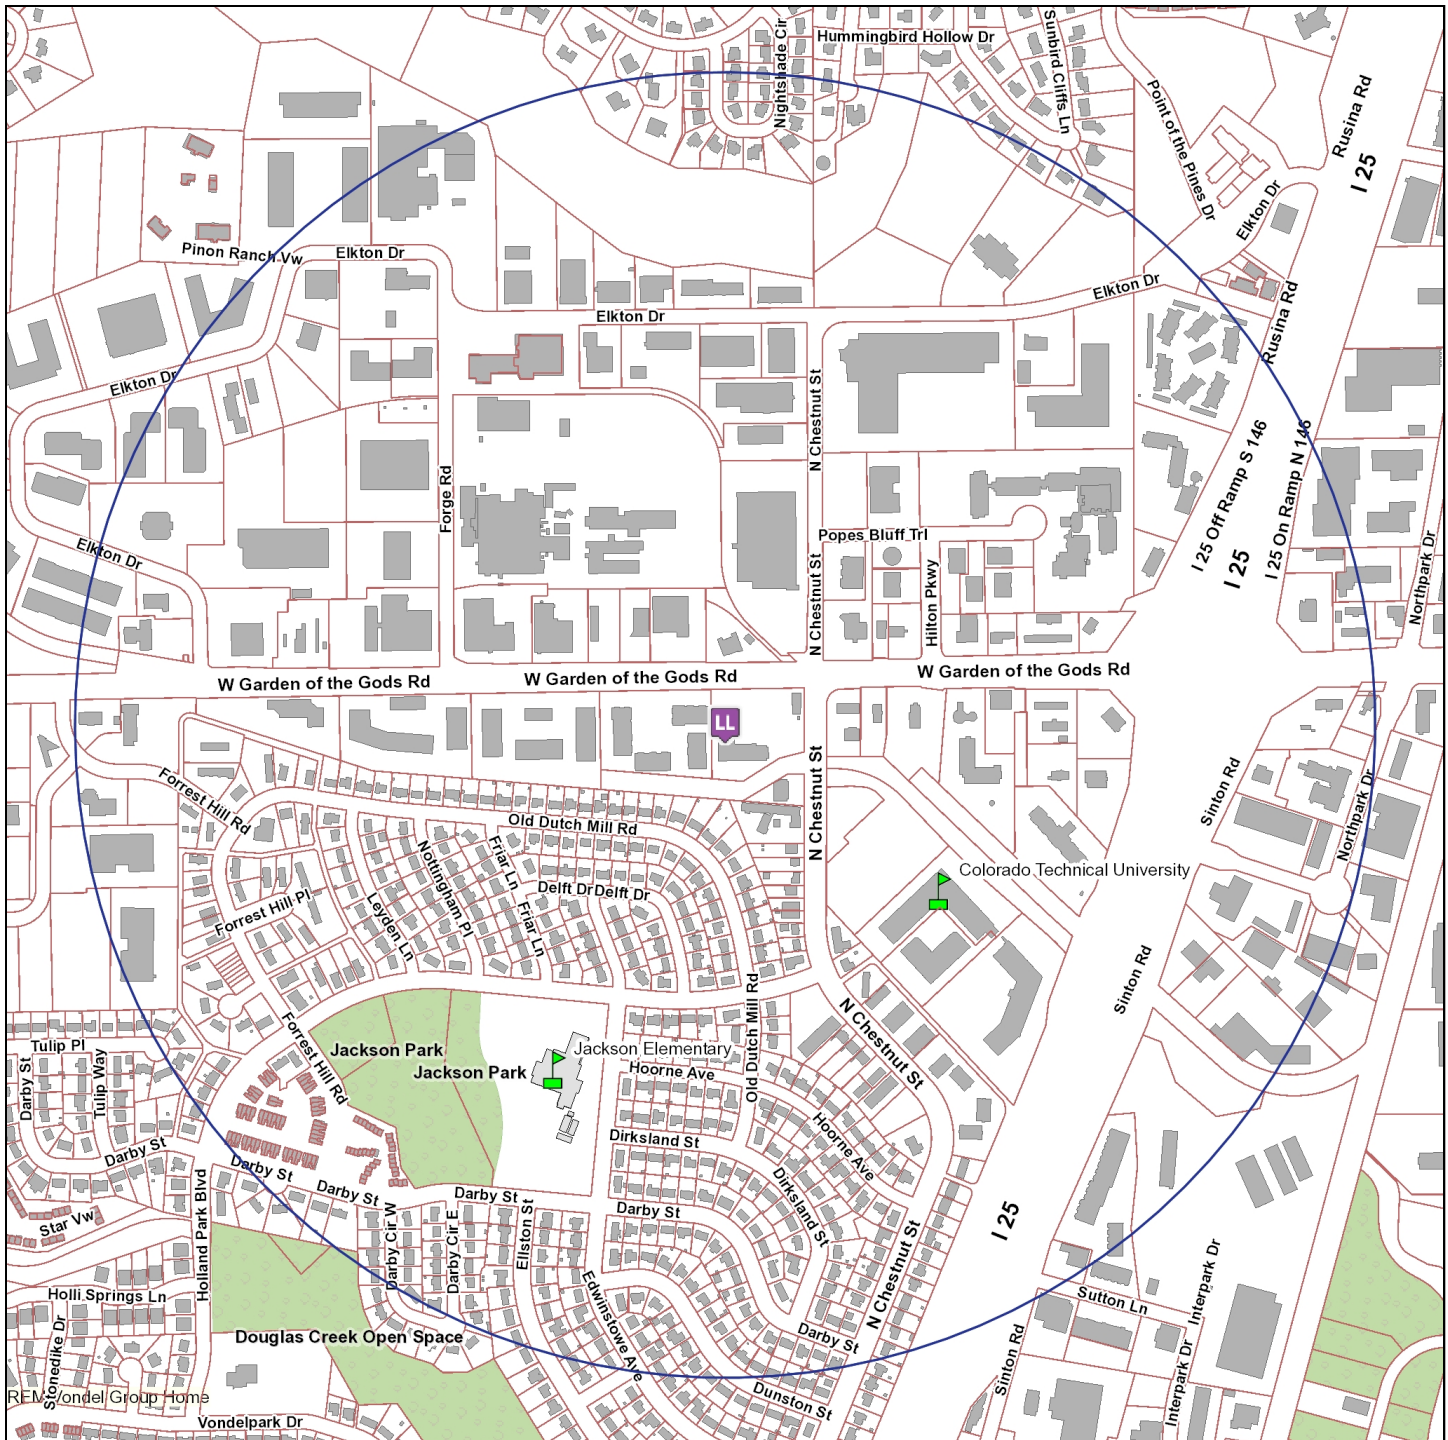 Hummingbird Hollow Dr
Nightshade Cir
Sunbird Cliffs Ln
Point of the Pines Dr
Rusina Rd
I 25
Elkton Dr
Pinon Ranch Vw
Elkton Dr
Elkton Dr
Elkton Dr
Rusina Rd
Elkton Dr
N Chestnut St
I 25 Off Ramp S 146
I 25 On Ramp N 146
Forge Rd
Popes Bluff Trl
Elkton Dr
I 25
Northpark Dr
N Chestnut St
Hilton Pkwy
W Garden of the Gods Rd
W Garden of the Gods Rd
W Garden of the Gods Rd
LL
Forrest Hill Rd
N Chestnut St
Sinton Rd
Northpark Dr
Old Dutch Mill Rd
Nottingham Pl
Friar Ln
Delft Dr
Delft Dr
Colorado Technical University
Forrest Hill Pl
Leyden Ln
Friar Ln
Sinton Rd
Old Dutch Mill Rd
N Chestnut St
Tulip Pl
Forrest Hill Rd
Jackson Park
Jackson Park
Jackson Elementary
Hoorne Ave
Darby St
Tulip Way
Hoorne Ave
Dirksland St
Darby St
Darby St
Darby St
Darby St
Darby St
Dirksland St
Star Vw
Holland Park Blvd
Darby Cir W
Darby Cir E
Ellston St
I 25
N Chestnut St
Interpark Dr
Holli Springs Ln
Edwinstowe Ave
Sutton Ln
Douglas Creek Open Space
Darby St
Stonedike Dr
Sinton Rd
Interpark Dr
REM Vondel Group Home
Dunston St
Vondelpark Dr